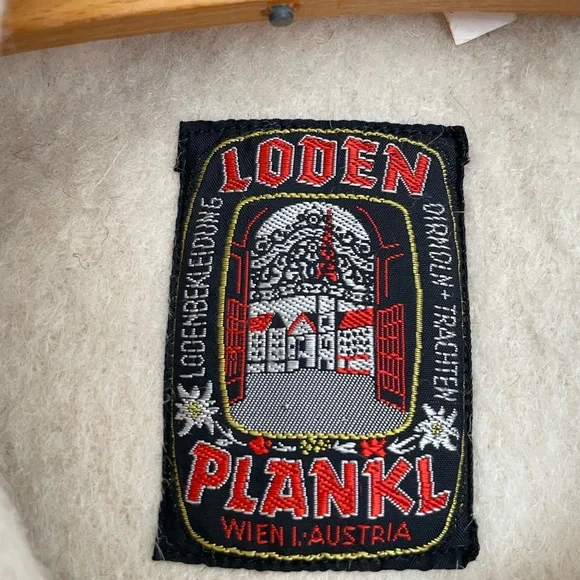 LODEN
LODENBEKLEIDUNG
DIRNDLN + TRACHTEN
PLANKL
WIEN I. AUSTRIA